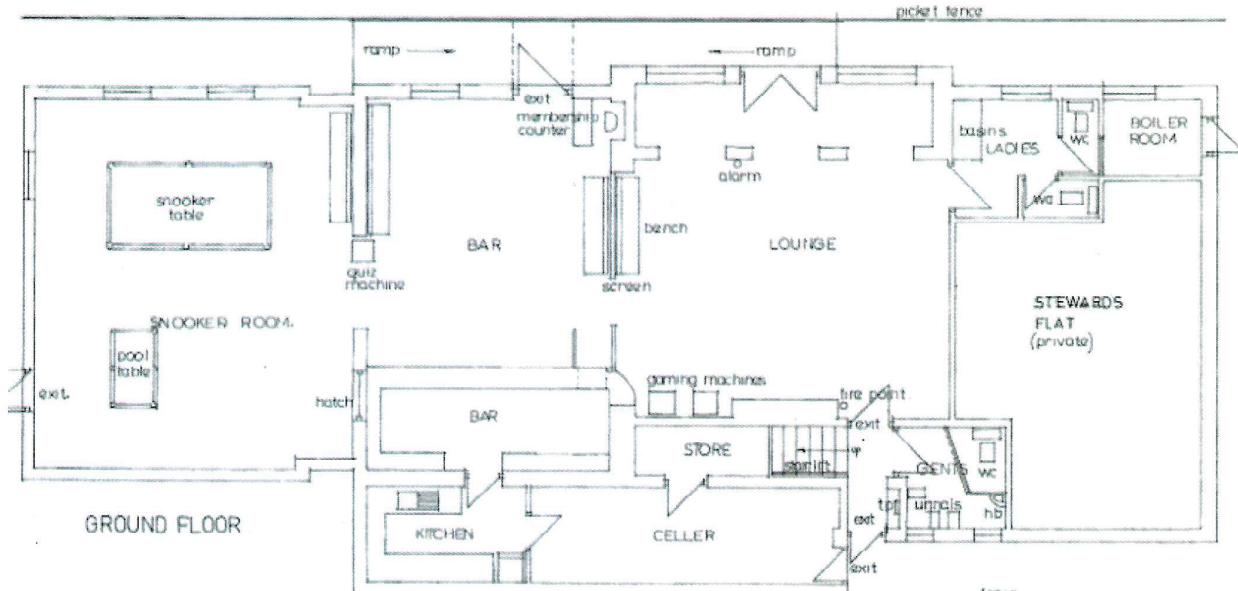 picket fence
ramp
ramp
exit
membership
counter
basins
LADIES
wc
BOILER
ROOM
alarm
wc
snooker
table
bench
BAR
LOUNGE
quiz
machine
screen
STEWARDS
FLAT
(private)
SNOOKER ROOM.
pool
table
exit
hatch
gaming machines
fire point
exit
BAR
STORE
GENTS
wc
urinals
hb
GROUND FLOOR
KITCHEN
CELLER
exit
exit